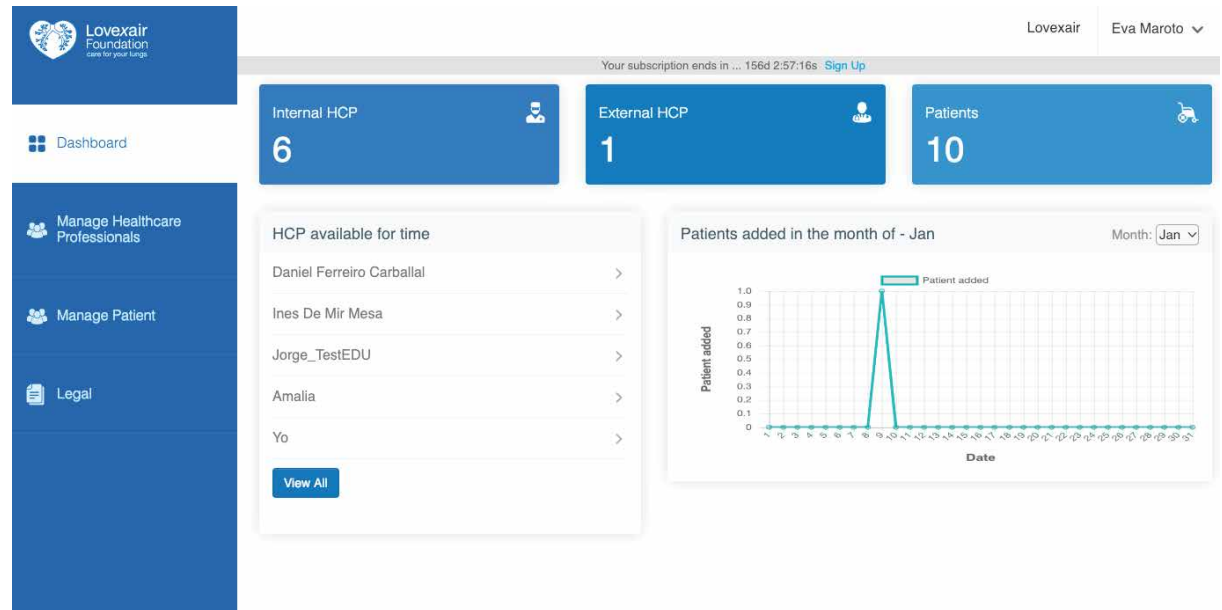 Lovexair
Foundation
care for your lungs
Lovexair
Eva Maroto
Your subscription ends in ... 156d 2:57:16s Sign Up
Dashboard
Manage Healthcare
Professionals
Manage Patient
Legal
Internal HCP
6
External HCP
1
Patients
10
HCP available for time
Daniel Ferreiro Carballal
Ines De Mir Mesa
Jorge_TestEDU
Amalia
Yo
View All
Patients added in the month of - Jan
Month: Jan
Patient added
Patient added
1.0
0.9
0.8
0.7
0.6
0.5
0.4
0.3
0.2
0.1
0
1 2 3 4 5 6 7 8 9 10 11 12 13 14 15 16 17 18 19 20 21 22 23 24 25 26 27 28 29 30 31
Date